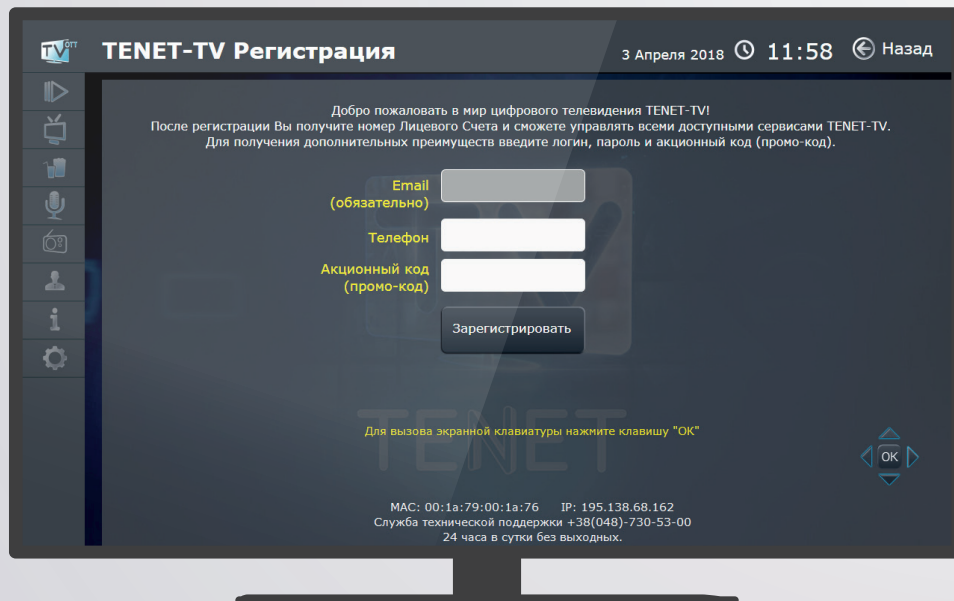 TV ОТТ
TENET-TV Регистрация
3 Апреля 2018 11:58 Назад
Добро пожаловать в мир цифрового телевидения TENET-TV!
После регистрации Вы получите номер Лицевого Счета и сможете управлять всеми доступными сервисами TENET-TV.
Для получения дополнительных преимуществ введите логин, пароль и акционный код (промо-код).
Email
(обязательно)
Телефон
Акционный код
(промо-код)
Зарегистрировать
TENET
Для вызова экранной клавиатуры нажмите клавишу "ОК"
OK
MAC: 00:1a:79:00:1a:76 IP: 195.138.68.162
Служба технической поддержки +38(048)-730-53-00
24 часа в сутки без выходных.